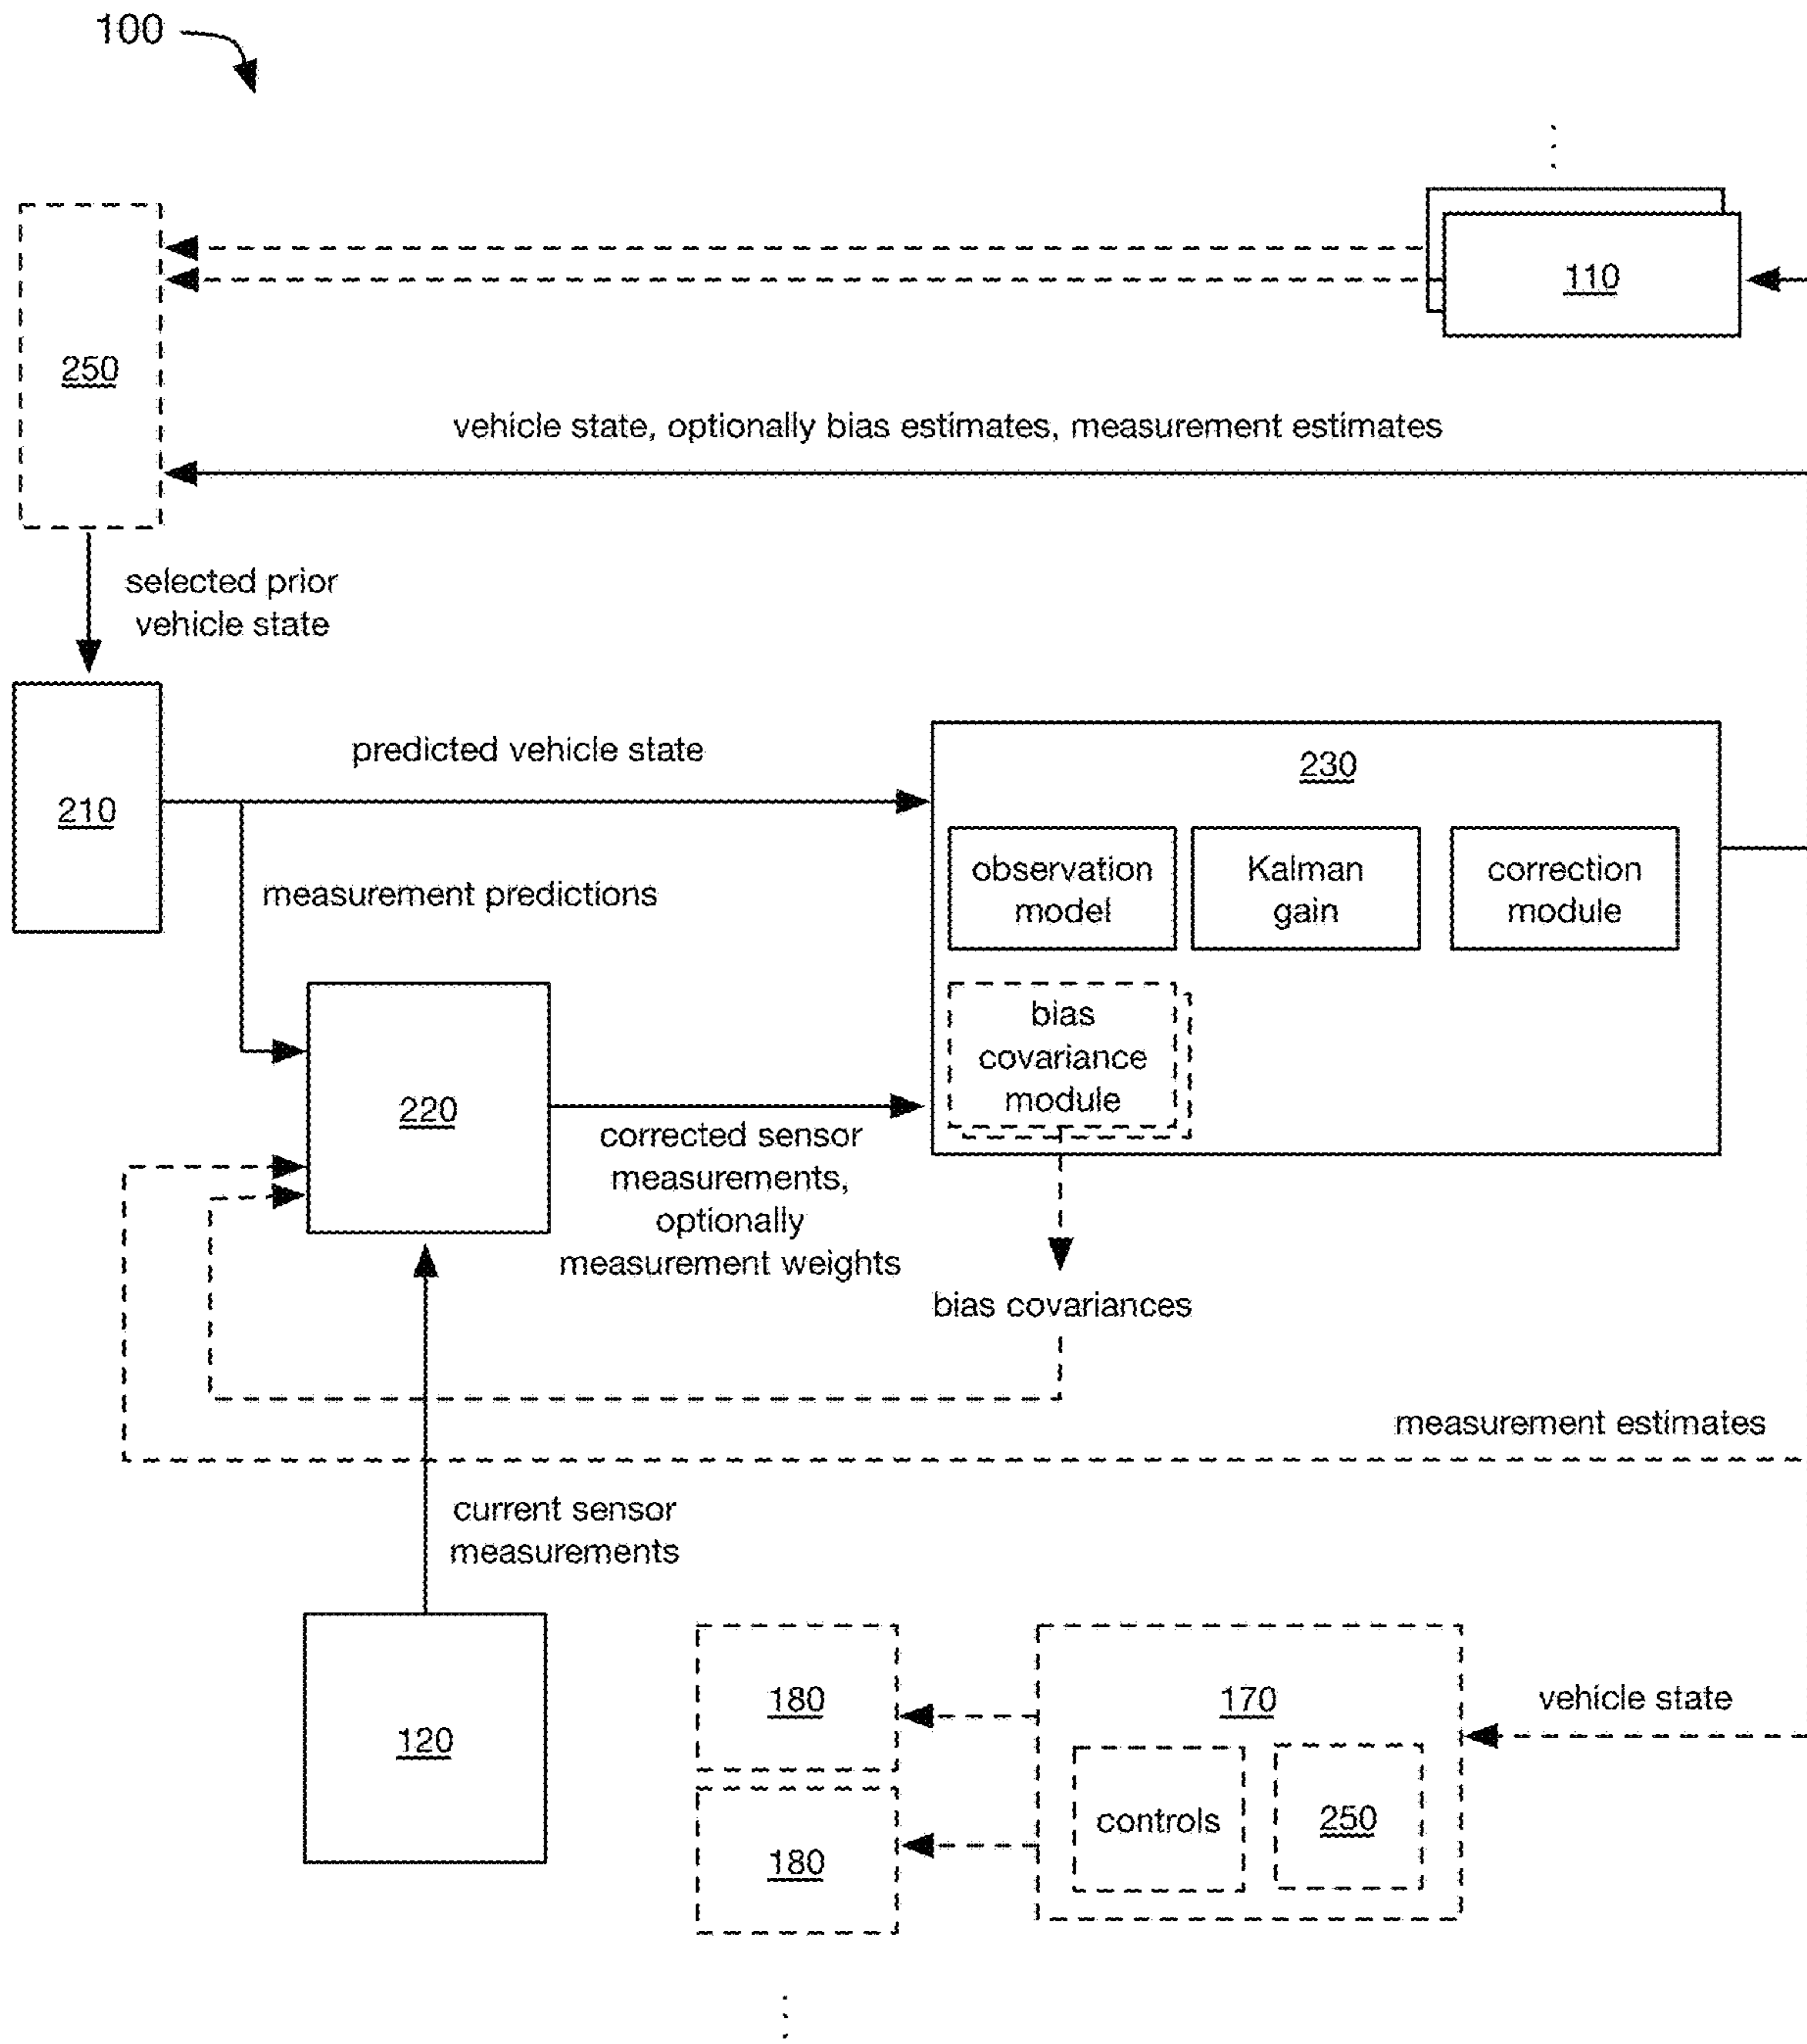 100
110
250
vehicle state, optionally bias estimates, measurement estimates
selected prior
vehicle state
210
predicted vehicle state
measurement predictions
230
observation
model
Kalman
gain
correction
module
bias
covariance
module
220
corrected sensor
measurements,
optionally
measurement weights
bias covariances
measurement estimates
current sensor
measurements
120
180
180
170
controls
250
vehicle state